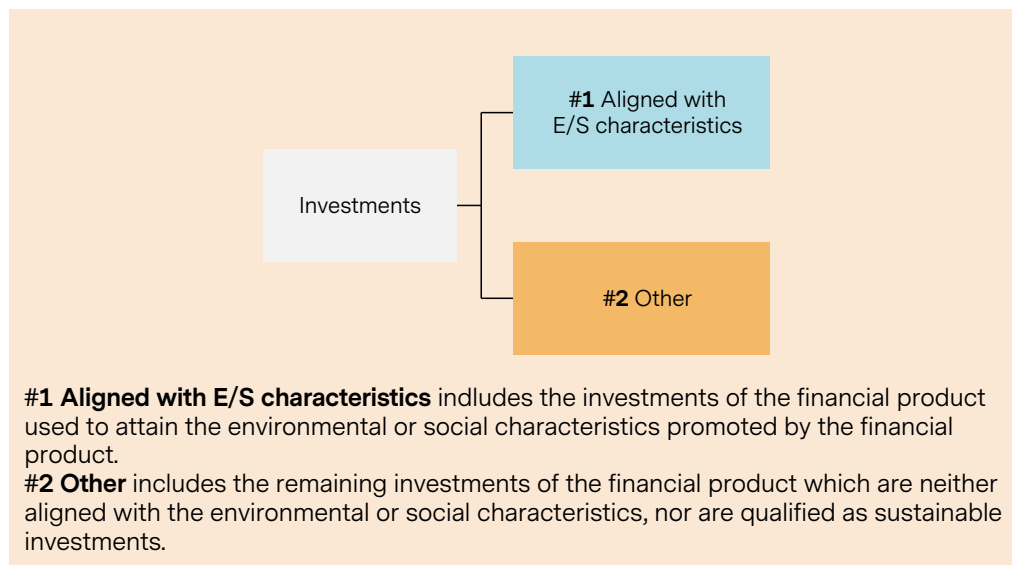 #1 Aligned with
E/S characteristics
Investments
#2 Other
#1 Aligned with E/S characteristics indludes the investments of the financial product
used to attain the environmental or social characteristics promoted by the financial
product.
#2 Other includes the remaining investments of the financial product which are neither
aligned with the environmental or social characteristics, nor are qualified as sustainable
investments.